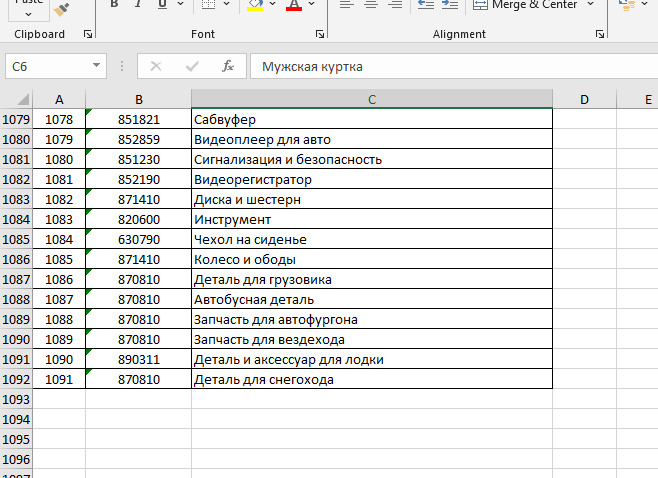 Paste B I U A Merge & Center
Clipboard Font Alignment
C6 fx Мужская куртка
A B C D E
1079 1078 851821 Сабвуфер
1080 1079 852859 Видеоплеер для авто
1081 1080 851230 Сигнализация и безопасность
1082 1081 852190 Видеорегистратор
1083 1082 871410 Диска и шестерн
1084 1083 820600 Инструмент
1085 1084 630790 Чехол на сиденье
1086 1085 871410 Колесо и ободы
1087 1086 870810 Деталь для грузовика
1088 1087 870810 Автобусная деталь
1089 1088 870810 Запчасть для автофургона
1090 1089 870810 Запчасть для вездехода
1091 1090 890311 Деталь и аксессуар для лодки
1092 1091 870810 Деталь для снегохода
1093
1094
1095
1096
1097